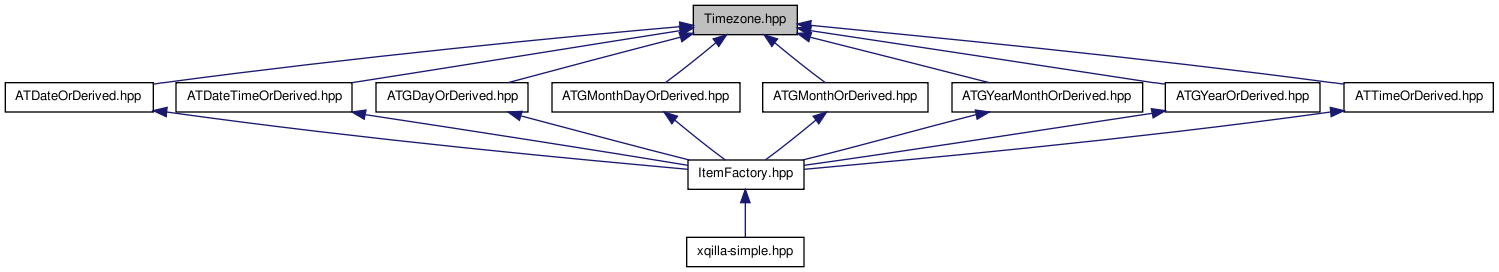 Timezone.hpp
ATDateOrDerived.hpp
ATDateTimeOrDerived.hpp
ATGDayOrDerived.hpp
ATGMonthDayOrDerived.hpp
ATGMonthOrDerived.hpp
ATGYearMonthOrDerived.hpp
ATGYearOrDerived.hpp
ATTimeOrDerived.hpp
ItemFactory.hpp
xqilla-simple.hpp